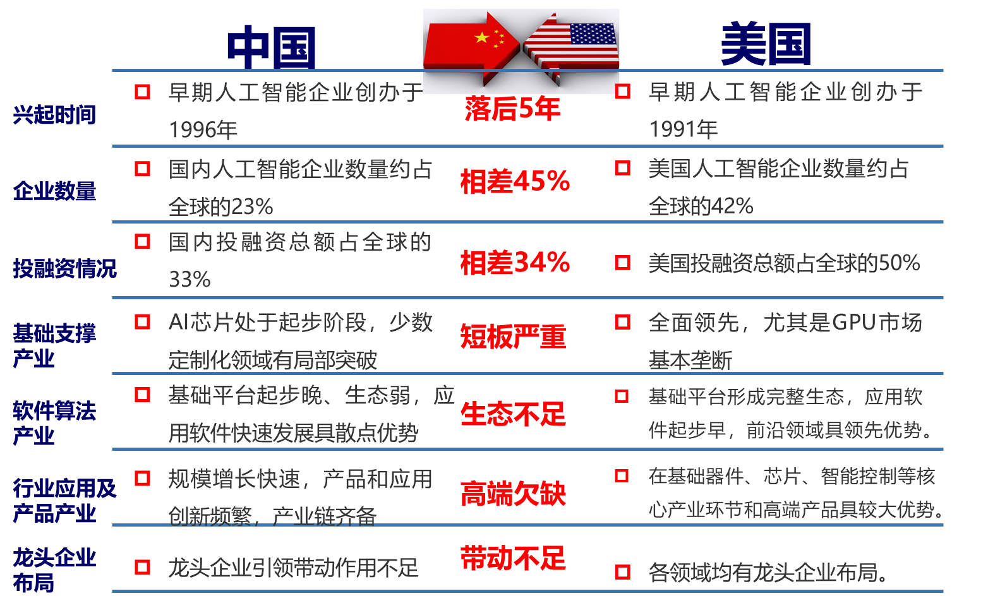 中国
美国
兴起时间
早期人工智能企业创办于
1996年
落后5年
早期人工智能企业创办于
1991年
企业数量
国内人工智能企业数量约占
全球的23%
相差45%
美国人工智能企业数量约占
全球的42%
投融资情况
国内投融资总额占全球的
33%
相差34%
美国投融资总额占全球的50%
基础支撑
产业
AI芯片处于起步阶段，少数
定制化领域有局部突破
短板严重
全面领先，尤其是GPU市场
基本垄断
软件算法
产业
基础平台起步晚、生态弱，应
用软件快速发展具散点优势
生态不足
基础平台形成完整生态，应用软
件起步早，前沿领域具领先优势。
行业应用及
产品产业
规模增长快速，产品和应用
创新频繁，产业链齐备
高端欠缺
在基础器件、芯片、智能控制等核
心产业环节和高端产品具较大优势。
龙头企业
布局
龙头企业引领带动作用不足
带动不足
各领域均有龙头企业布局。